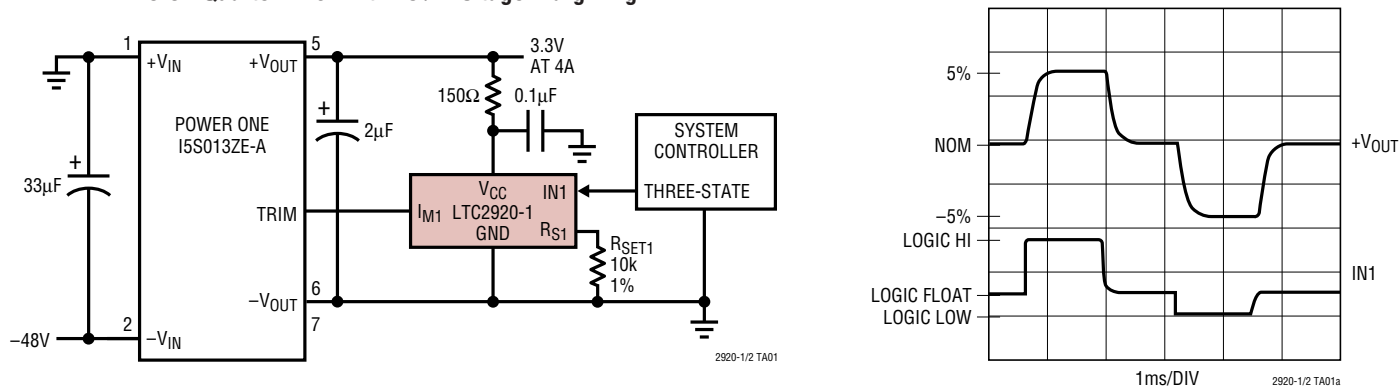 1
5
+VIN
+VOUT
3.3V
AT 4A
150Ω
0.1µF
POWER ONE
I5S013ZE-A
+
2µF
SYSTEM
CONTROLLER
THREE-STATE
+
33µF
TRIM
VCC
IN1
IM1
LTC2920-1
GND
RS1
RSET1
10k
1%
–VOUT
6
7
–48V
2
–VIN
2920-1/2 TA01
5%
NOM
+VOUT
–5%
LOGIC HI
IN1
LOGIC FLOAT
LOGIC LOW
1ms/DIV
2920-1/2 TA01a